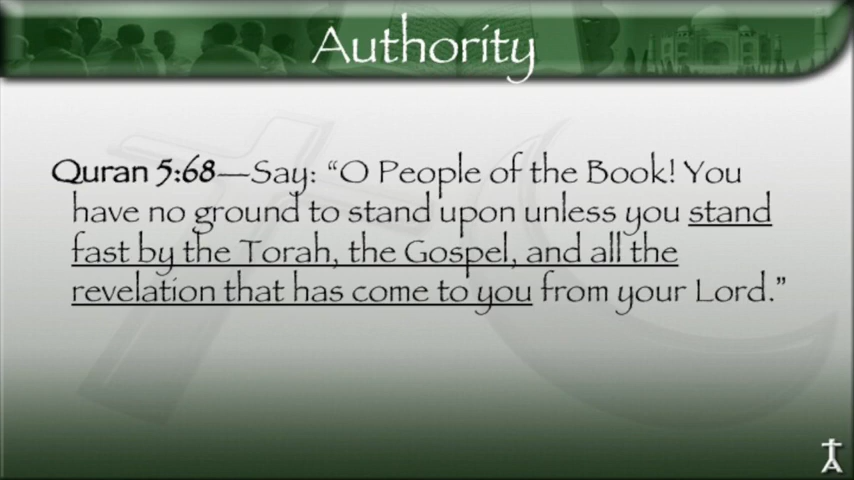 Authority
Quran 5:68—Say: “O People of the Book! You
have no ground to stand upon unless you stand
fast by the Torah, the Gospel, and all the
revelation that has come to you from your Lord.”